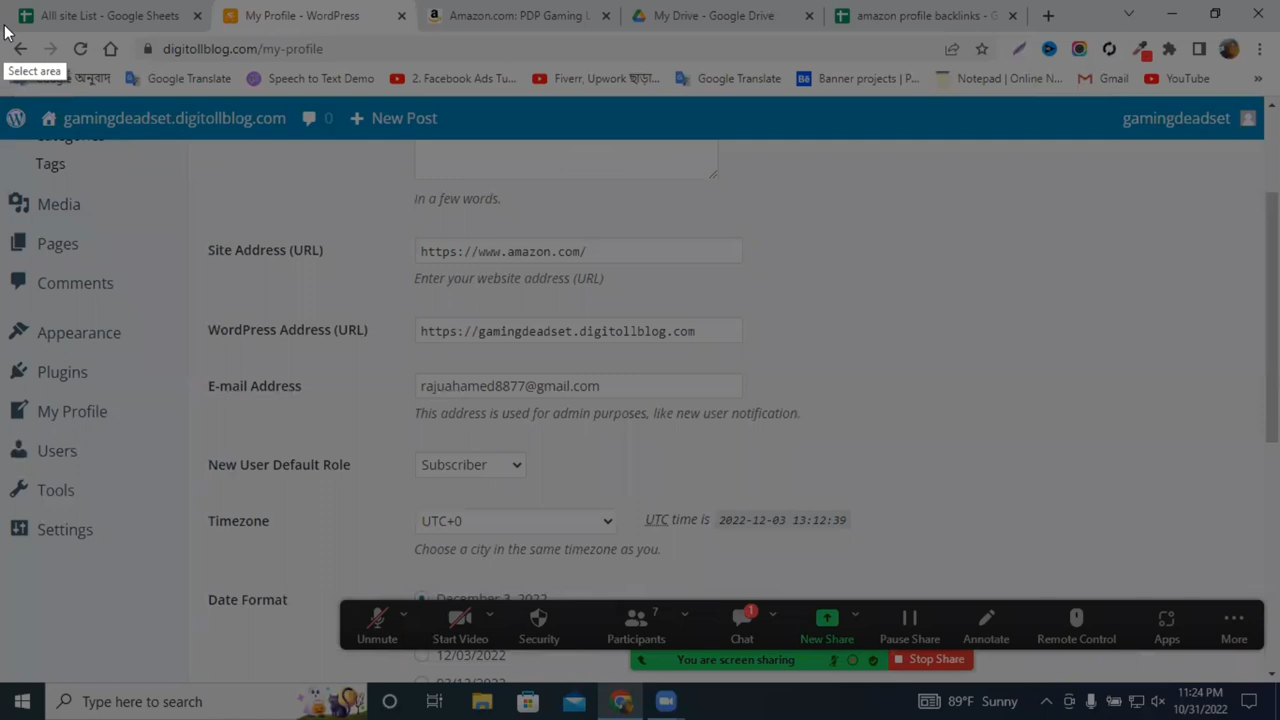 Alll site List - Google Sheets
My Profile - WordPress
Amazon.com: PDP Gaming L
My Drive - Google Drive
amazon profile backlinks - G
digitollblog.com/my-profile
Select area
অনুবাদ
Google Translate
Speech to Text Demo
2. Facebook Ads Tu...
Fiverr, Upwork ছাড়া...
Google Translate
Banner projects | P...
Notepad | Online N...
Gmail
YouTube
gamingdeadset.digitollblog.com
0
New Post
gamingdeadset
Categories
Tags
Media
Pages
Comments
Appearance
Plugins
My Profile
Users
Tools
Settings
In a few words.
Site Address (URL)
https://www.amazon.com/
Enter your website address (URL)
WordPress Address (URL)
https://gamingdeadset.digitollblog.com
E-mail Address
rajuahamed8877@gmail.com
This address is used for admin purposes, like new user notification.
New User Default Role
Subscriber
Timezone
UTC+0
UTC time is 2022-12-03 13:12:39
Choose a city in the same timezone as you.
Date Format
December 3, 2022
12/03/2022
Unmute
Start Video
Security
Participants
7
Chat
1
New Share
Pause Share
Annotate
Remote Control
Apps
More
You are screen sharing
Stop Share
Type here to search
89°F Sunny
11:24 PM
10/31/2022